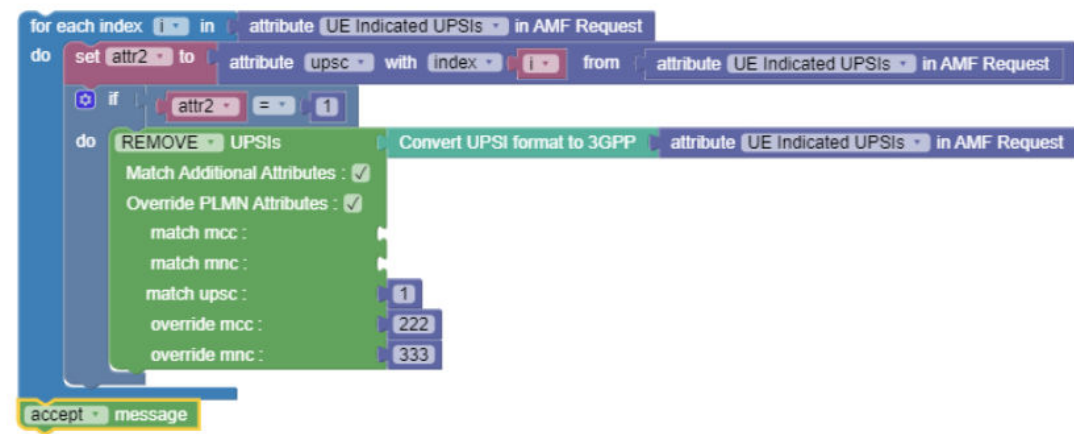 for each index i in attribute UE Indicated UPSIs in AMF Request
do set attr2 to attribute upsc with index i from attribute UE Indicated UPSIs in AMF Request
if attr2 = 1
do REMOVE UPSIs Convert UPSI format to 3GPP attribute UE Indicated UPSIs in AMF Request
Match Additional Attributes :
Override PLMN Attributes :
match mcc :
match mnc :
match upsc : 1
override mcc : 222
override mnc : 333
accept message